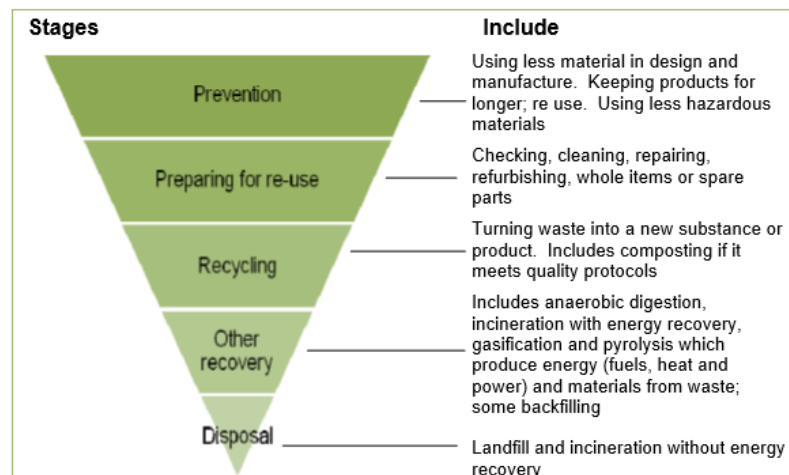 Stages
Include
Prevention
Using less material in design and
manufacture.  Keeping products for
longer; re use.  Using less hazardous
materials
Preparing for re-use
Checking, cleaning, repairing,
refurbishing, whole items or spare
parts
Recycling
Turning waste into a new substance or
product.  Includes composting if it
meets quality protocols
Other
recovery
Includes anaerobic digestion,
incineration with energy recovery,
gasification and pyrolysis which
produce energy (fuels, heat and
power) and materials from waste;
some backfilling
Disposal
Landfill and incineration without energy
recovery